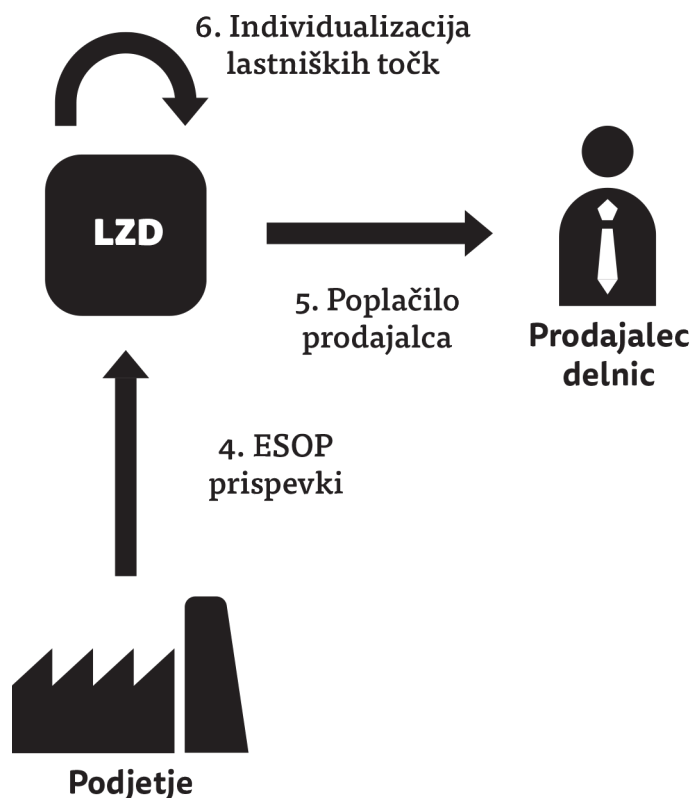 6. Individualizacija
lastniških točk
LZD
5. Poplačilo
prodajalca
Prodajalec
delnic
4. ESOP
prispevki
Podjetje